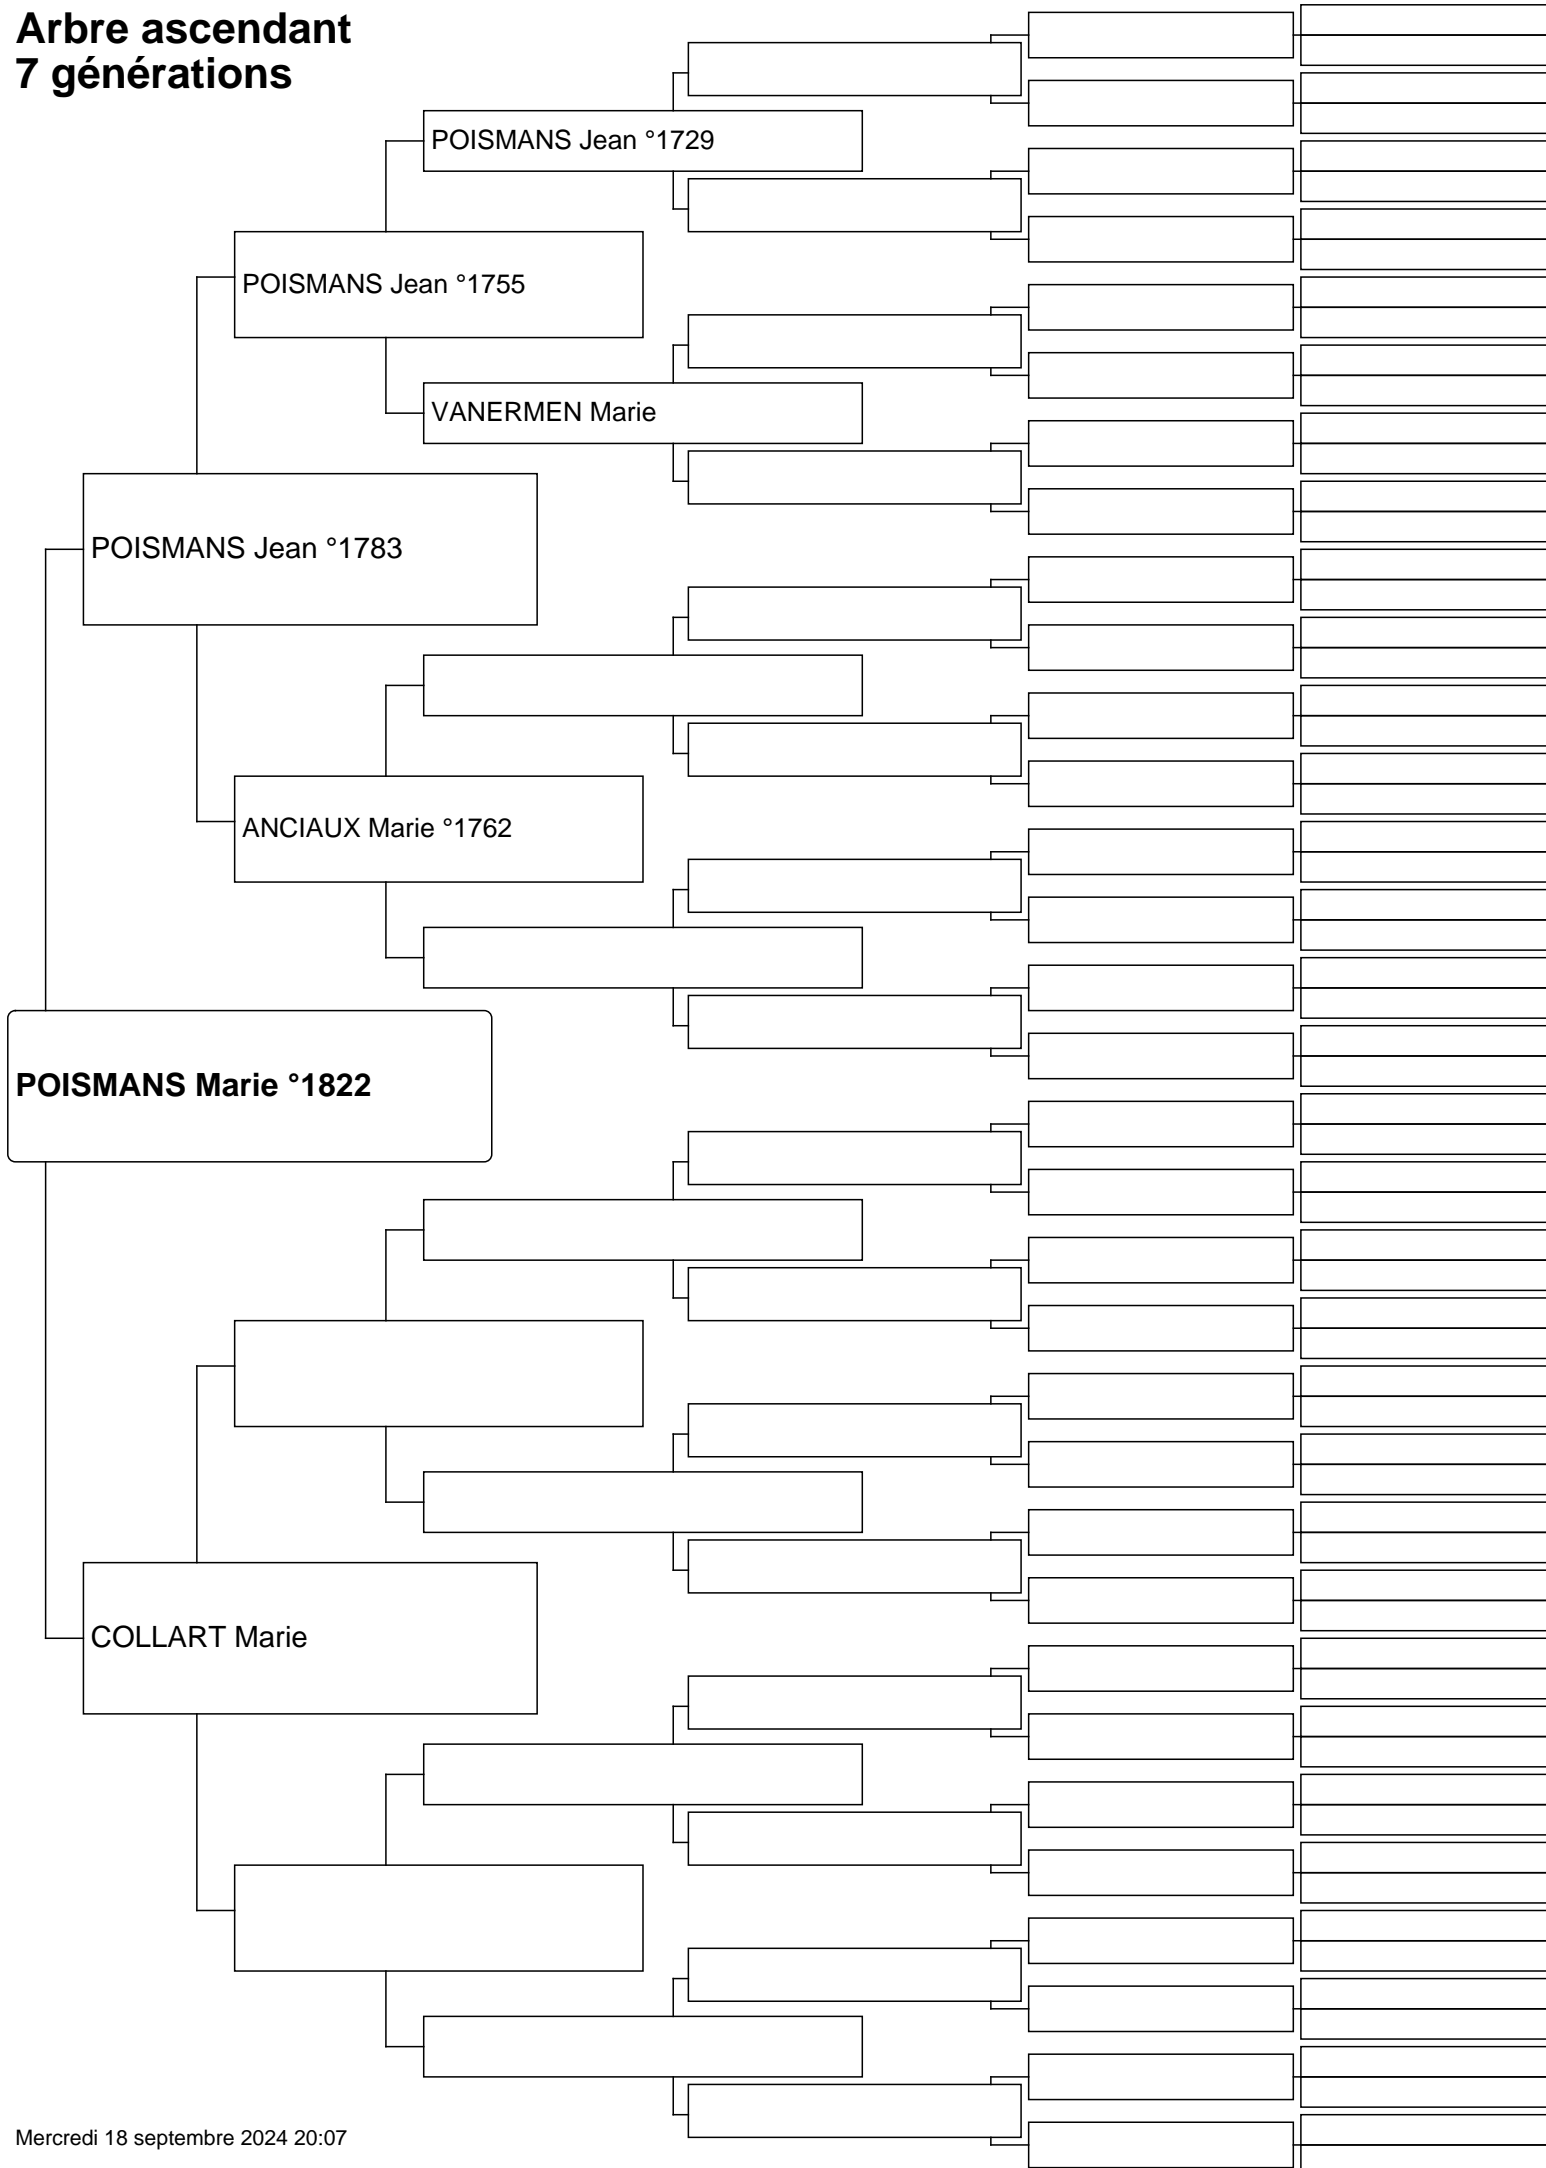 Arbre ascendant
7 générations
POISMANS Jean °1729
POISMANS Jean °1755
VANERMEN Marie
POISMANS Jean °1783
ANCIAUX Marie °1762
POISMANS Marie °1822
COLLART Marie
Mercredi 18 septembre 2024 20:07